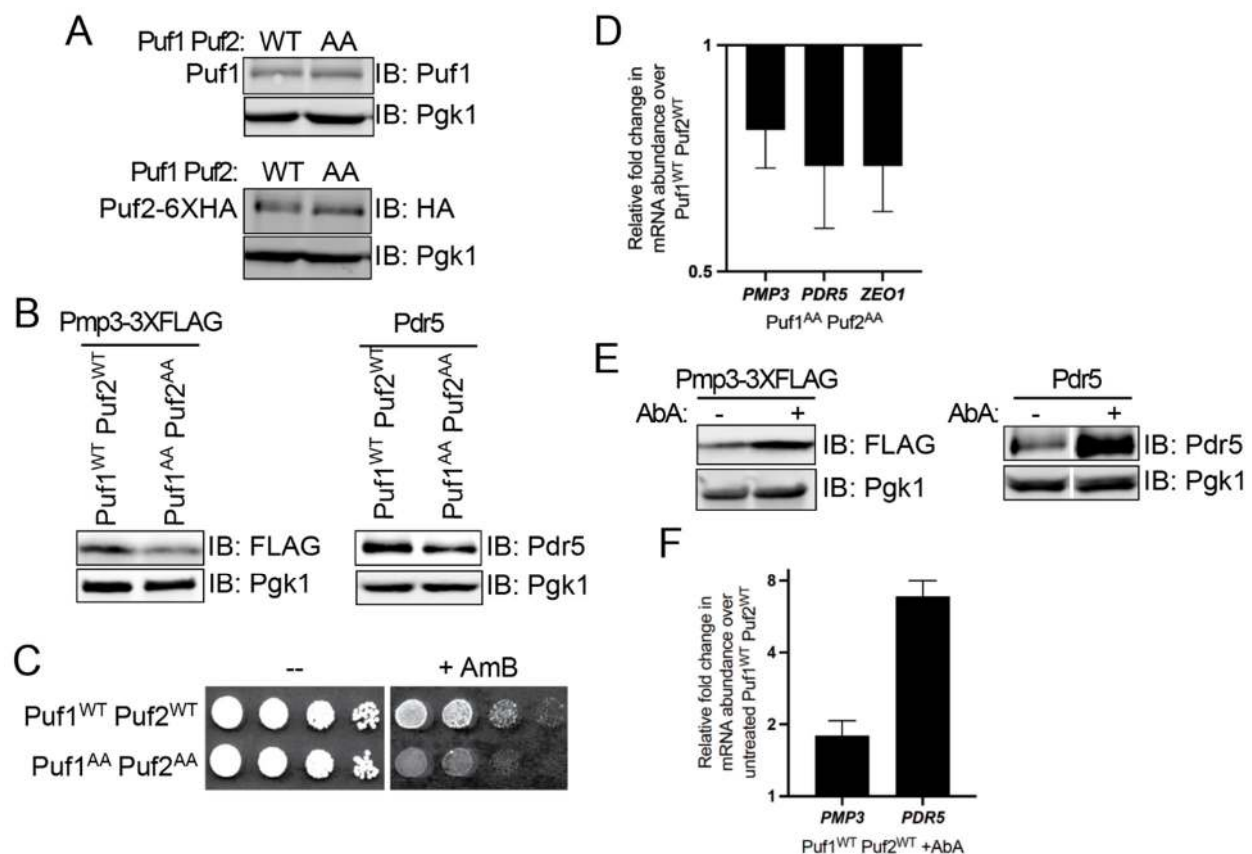 A
Puf1 Puf2: WT AA
Puf1 IB: Puf1
IB: Pgk1
Puf1 Puf2: WT AA
Puf2-6XHA IB: HA
IB: Pgk1
B
Pmp3-3XFLAG
Puf1WT Puf2WT
Puf1AA Puf2AA
IB: FLAG
IB: Pgk1
Pdr5
Puf1WT Puf2WT
Puf1AA Puf2AA
IB: Pdr5
IB: Pgk1
C
-- + AmB
Puf1WT Puf2WT
Puf1AA Puf2AA
D
Relative fold change in
mRNA abundance over
Puf1WT Puf2WT
1
0.5
PMP3 PDR5 ZEO1
Puf1AA Puf2AA
E
Pmp3-3XFLAG
AbA: - +
IB: FLAG
IB: Pgk1
Pdr5
AbA: - +
IB: Pdr5
IB: Pgk1
F
Relative fold change in
mRNA abundance over
untreated Puf1WT Puf2WT
8
4
2
1
PMP3 PDR5
Puf1WT Puf2WT +AbA